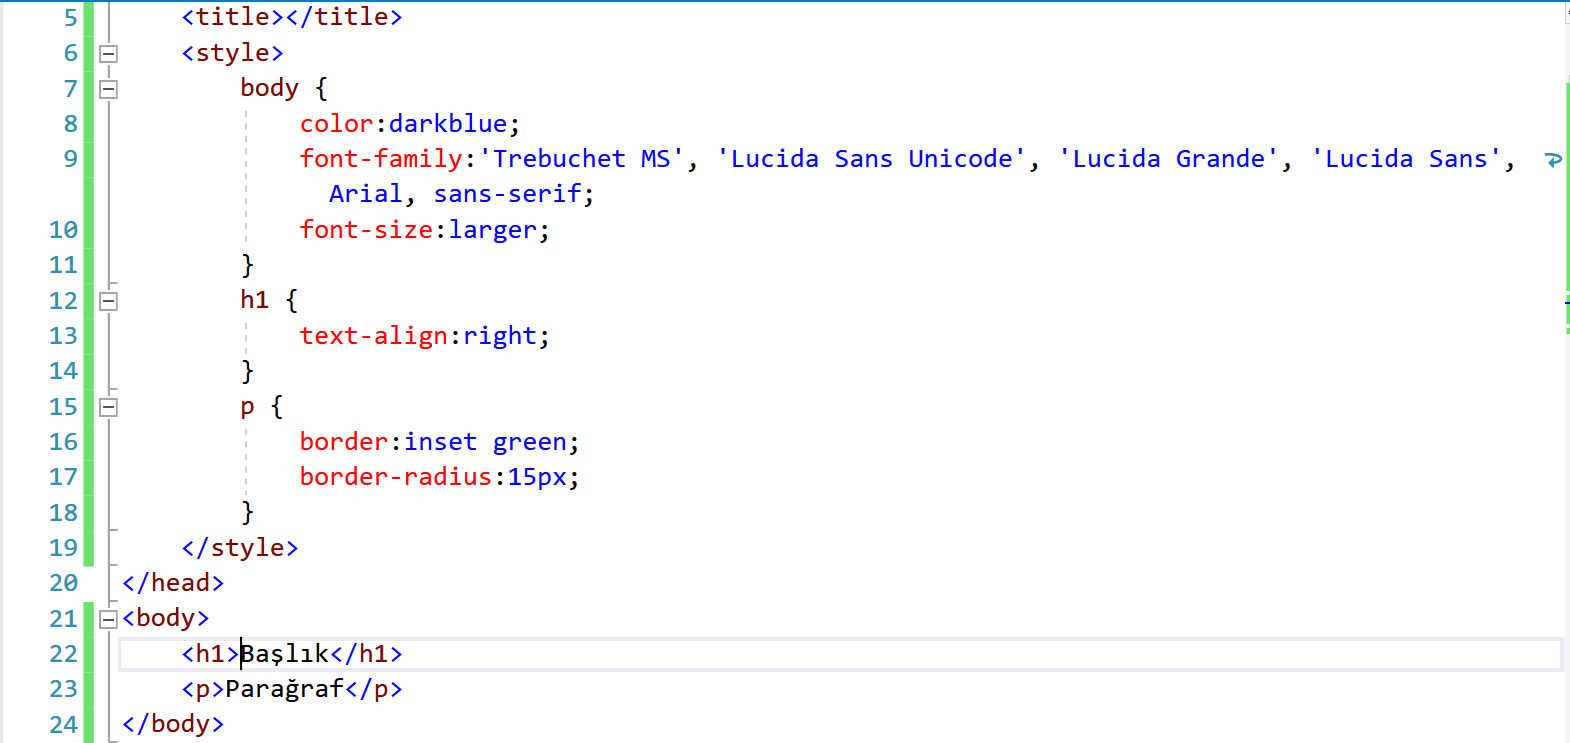 5 <title></title>
6 <style>
7 body {
8 color:darkblue;
9 font-family:'Trebuchet MS', 'Lucida Sans Unicode', 'Lucida Grande', 'Lucida Sans',
Arial, sans-serif;
10 font-size:larger;
11 }
12 h1 {
13 text-align:right;
14 }
15 p {
16 border:inset green;
17 border-radius:15px;
18 }
19 </style>
20 </head>
21 <body>
22 <h1>Başlık</h1>
23 <p>Parağraf</p>
24 </body>